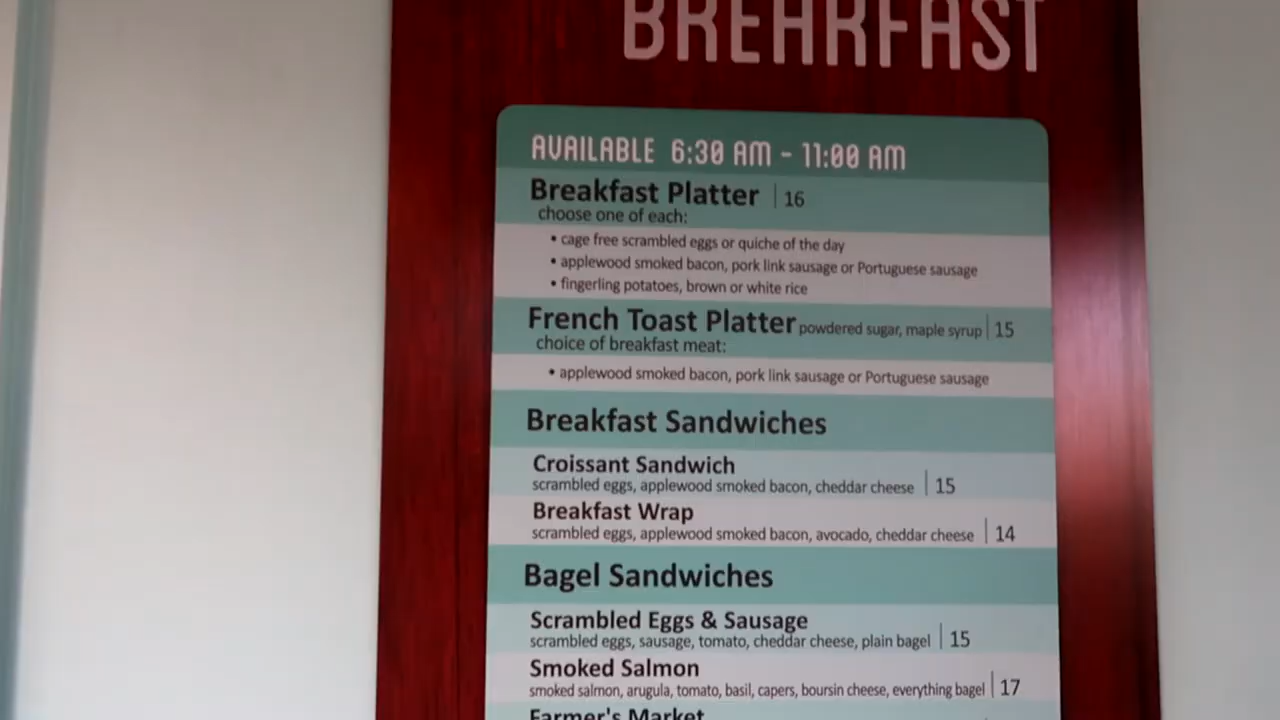 BREAKFAST
AVAILABLE 6:30 AM - 11:00 AM
Breakfast Platter | 16
choose one of each:
• cage free scrambled eggs or quiche of the day
• applewood smoked bacon, pork link sausage or Portuguese sausage
• fingerling potatoes, brown or white rice
French Toast Platter powdered sugar, maple syrup | 15
choice of breakfast meat:
• applewood smoked bacon, pork link sausage or Portuguese sausage
Breakfast Sandwiches
Croissant Sandwich
scrambled eggs, applewood smoked bacon, cheddar cheese | 15
Breakfast Wrap
scrambled eggs, applewood smoked bacon, avocado, cheddar cheese | 14
Bagel Sandwiches
Scrambled Eggs & Sausage
scrambled eggs, sausage, tomato, cheddar cheese, plain bagel | 15
Smoked Salmon
smoked salmon, arugula, tomato, basil, capers, boursin cheese, everything bagel | 17
Farmer's Market